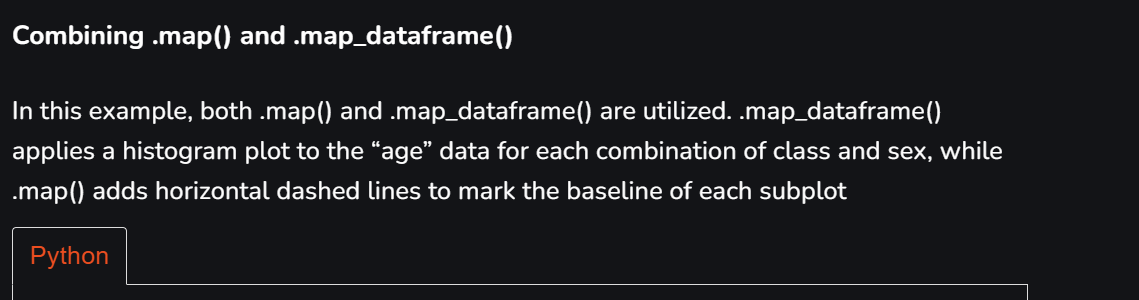 Combining .map() and .map_dataframe()
In this example, both .map() and .map_dataframe() are utilized. .map_dataframe()
applies a histogram plot to the “age” data for each combination of class and sex, while
.map() adds horizontal dashed lines to mark the baseline of each subplot
Python